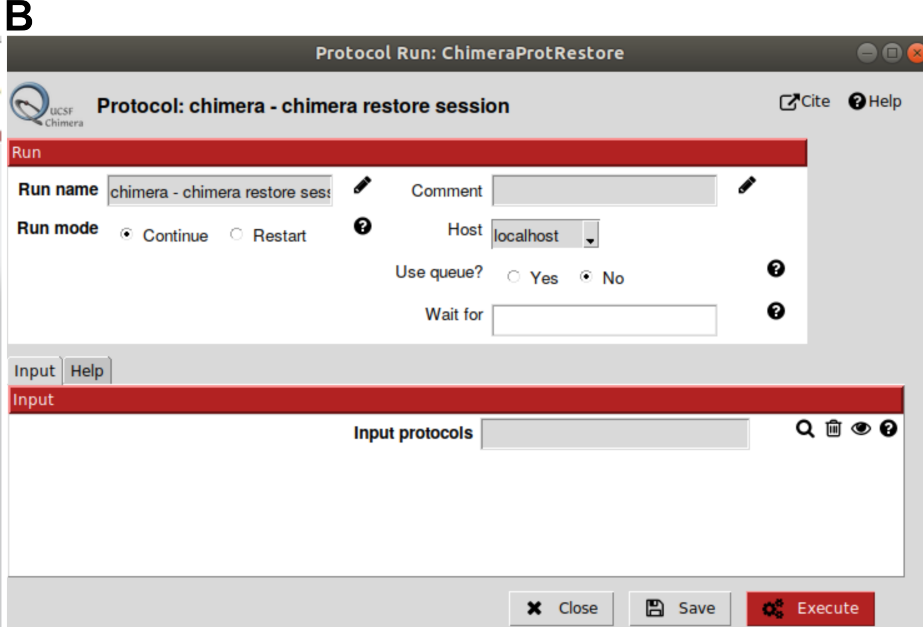 B
Protocol Run: ChimeraProtRestore
UCSF
Chimera
Protocol: chimera - chimera restore session
Cite
Help
Run
Run name
chimera - chimera restore sess
Comment
Run mode
Continue
Restart
Host
localhost
Use queue?
Yes
No
Wait for
Input
Help
Input
Input protocols
Close
Save
Execute